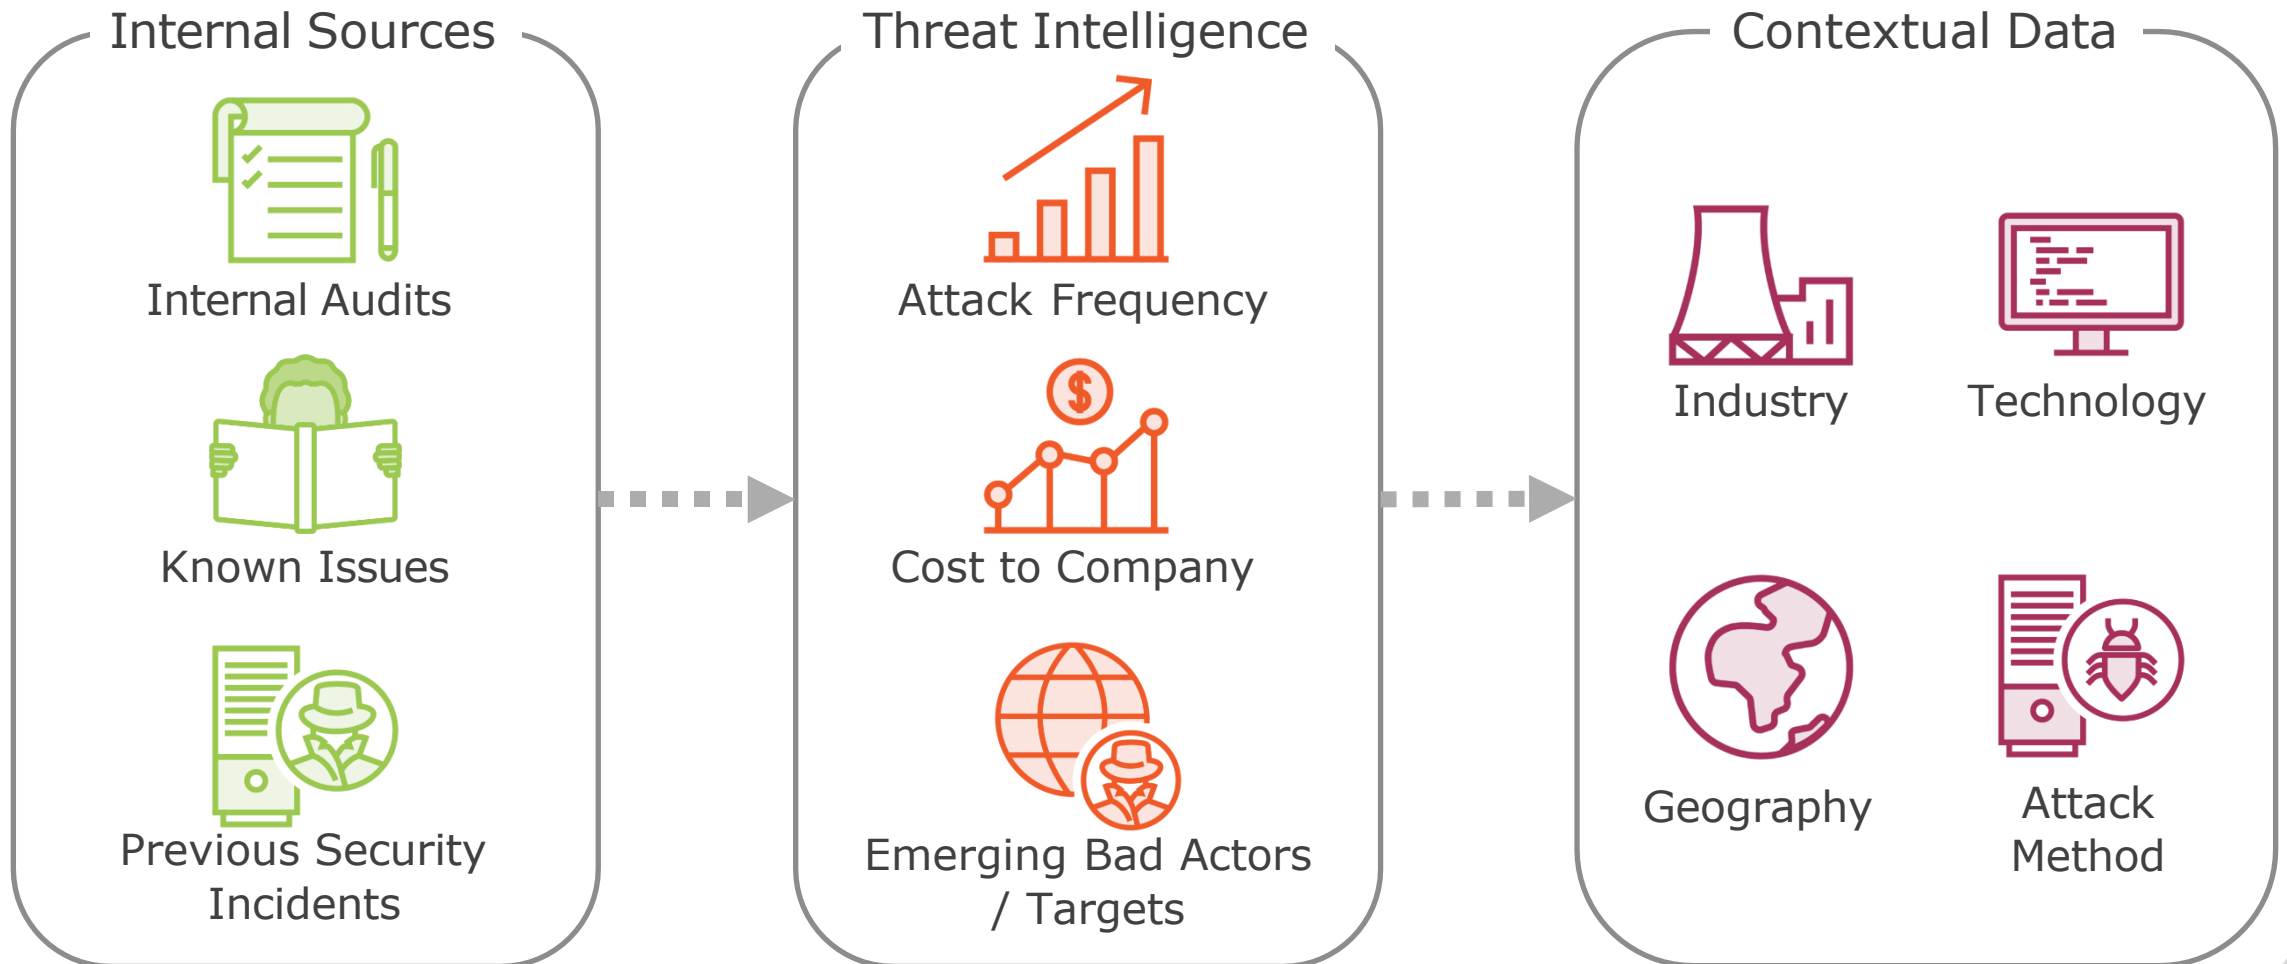 Internal Sources
Internal Audits
Known Issues
Previous Security
Incidents
Threat Intelligence
Attack Frequency
$
Cost to Company
Emerging Bad Actors
/ Targets
Contextual Data
Industry
Technology
Geography
Attack
Method